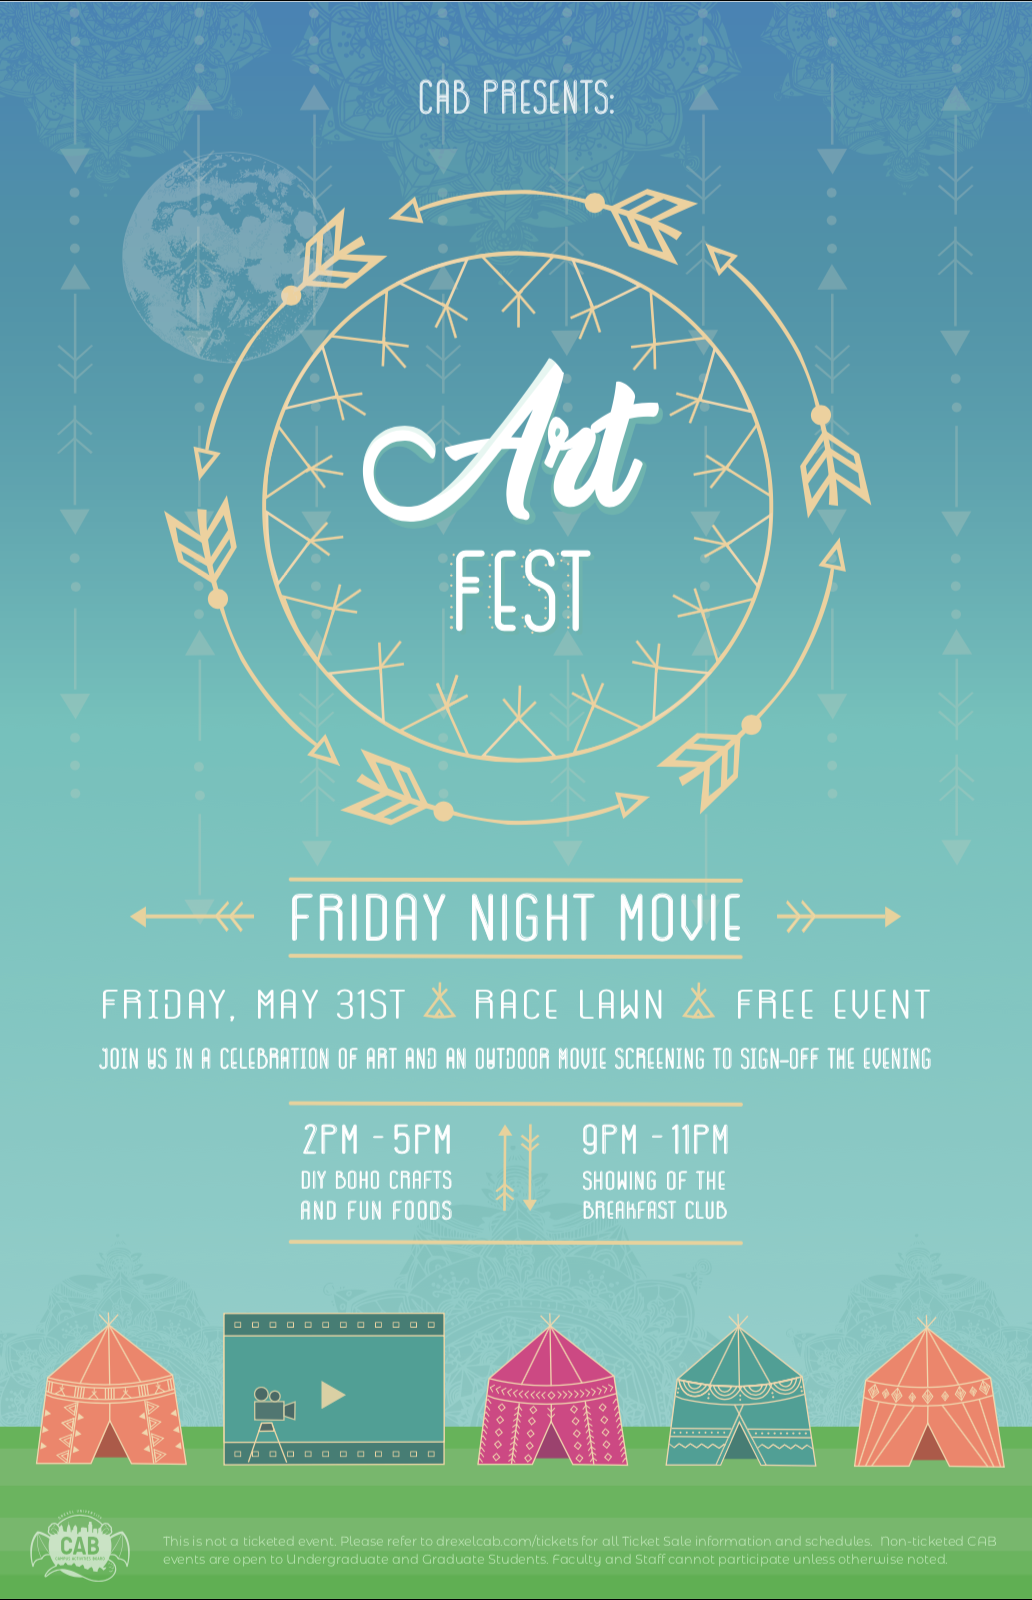 CAB PRESENTS:
Art
FEST
FRIDAY NIGHT MOVIE
FRIDAY, MAY 31ST RACE LAWN FREE EVENT
JOIN US IN A CELEBRATION OF ART AND AN OUTDOOR MOVIE SCREENING TO SIGN-OFF THE EVENING
2PM - 5PM
DIY BOHO CRAFTS
AND FUN FOODS
9PM - 11PM
SHOWING OF THE
BREAKFAST CLUB
CAB
CAMPUS ACTIVITIES BOARD
This is not a ticketed event. Please refer to drexelcab.com/tickets for all Ticket Sale information and schedules. Non-ticketed CAB
events are open to Undergraduate and Graduate Students. Faculty and Staff cannot participate unless otherwise noted.